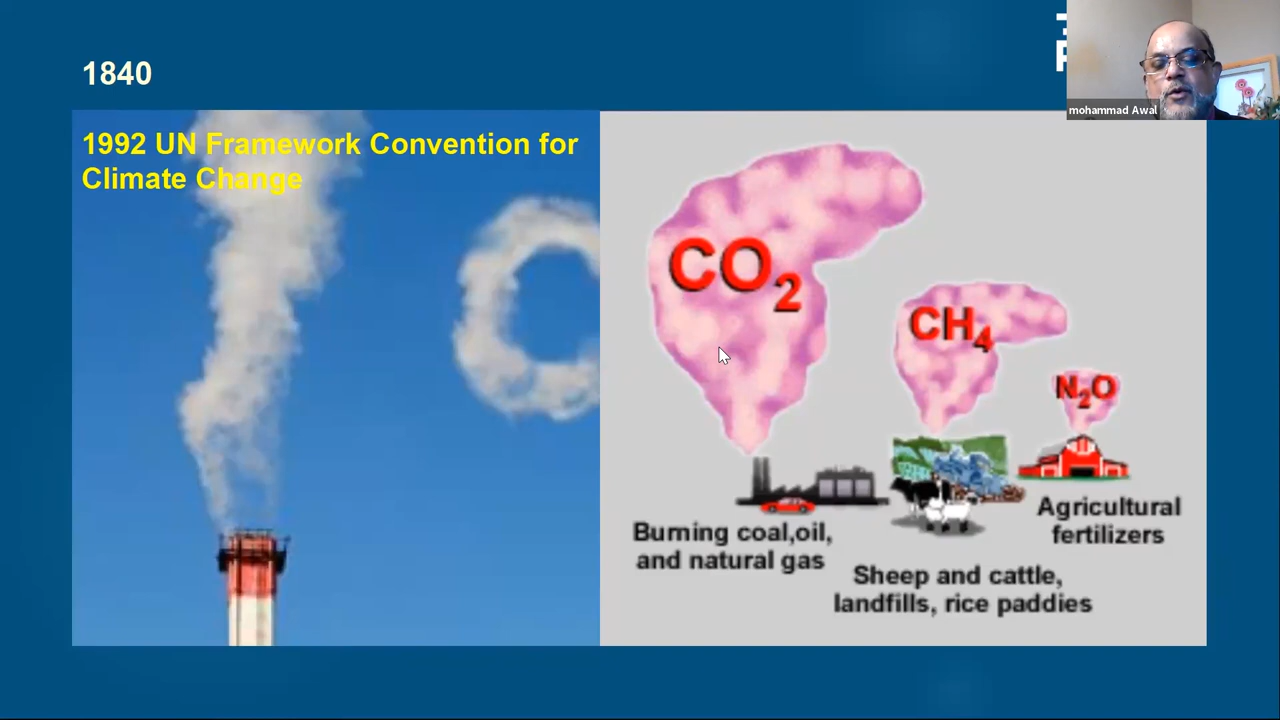 1840
1992 UN Framework Convention for
Climate Change
CO2
CH4
N2O
Burning coal,oil,
and natural gas
Sheep and cattle,
landfills, rice paddies
Agricultural
fertilizers
mohammad Awal